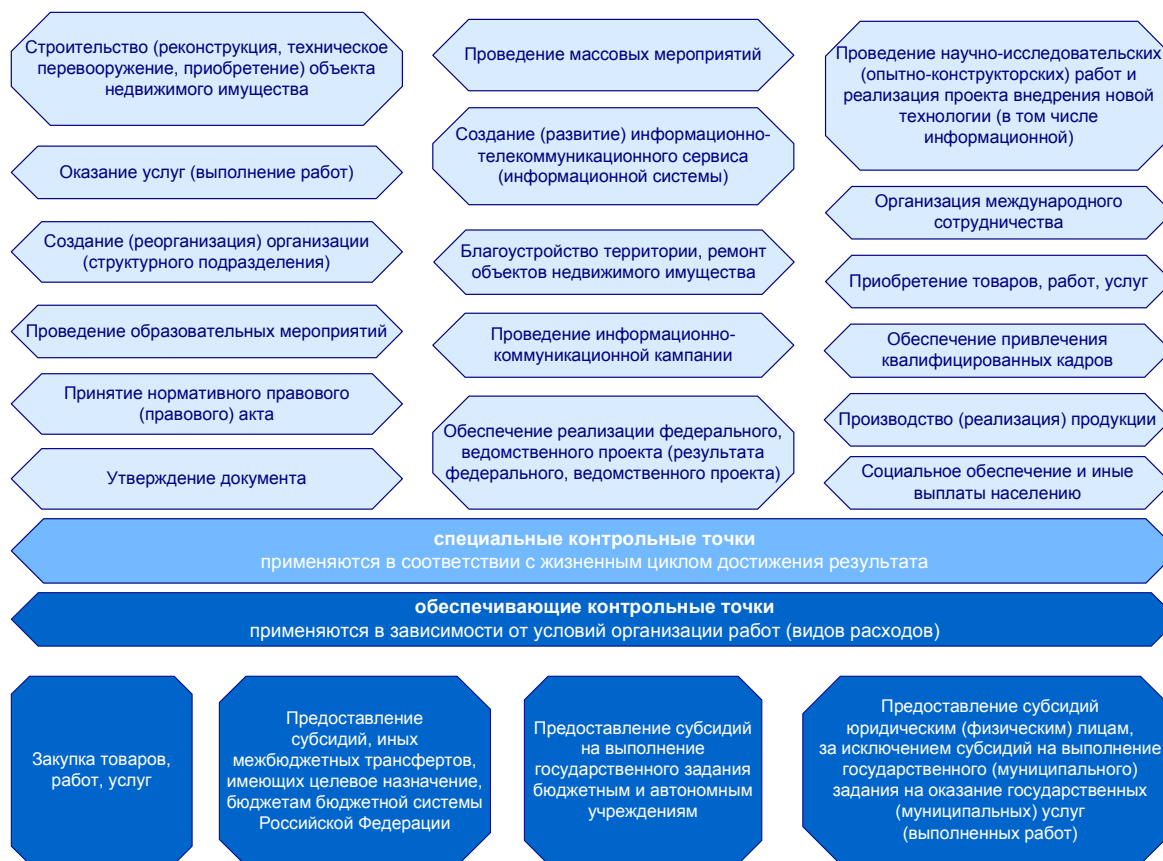 Строительство (реконструкция, техническое
перевооружение, приобретение) объекта
недвижимого имущества
Оказание услуг (выполнение работ)
Создание (реорганизация) организации
(структурного подразделения)
Проведение образовательных мероприятий
Принятие нормативного правового
(правового) акта
Утверждение документа
Проведение массовых мероприятий
Создание (развитие) информационно-
телекоммуникационного сервиса
(информационной системы)
Благоустройство территории, ремонт
объектов недвижимого имущества
Проведение информационно-
коммуникационной кампании
Обеспечение реализации федерального,
ведомственного проекта (результата
федерального, ведомственного проекта)
Проведение научно-исследовательских
(опытно-конструкторских) работ и
реализация проекта внедрения новой
технологии (в том числе
информационной)
Организация международного
сотрудничества
Приобретение товаров, работ, услуг
Обеспечение привлечения
квалифицированных кадров
Производство (реализация) продукции
Социальное обеспечение и иные
выплаты населению
специальные контрольные точки
применяются в соответствии с жизненным циклом достижения результата
обеспечивающие контрольные точки
применяются в зависимости от условий организации работ (видов расходов)
Закупка товаров,
работ, услуг
Предоставление
субсидий, иных
межбюджетных трансфертов,
имеющих целевое назначение,
бюджетам бюджетной системы
Российской Федерации
Предоставление субсидий
на выполнение
государственного задания
бюджетным и автономным
учреждениям
Предоставление субсидий
юридическим (физическим) лицам,
за исключением субсидий на выполнение
государственного (муниципального)
задания на оказание государственных
(муниципальных) услуг
(выполненных работ)